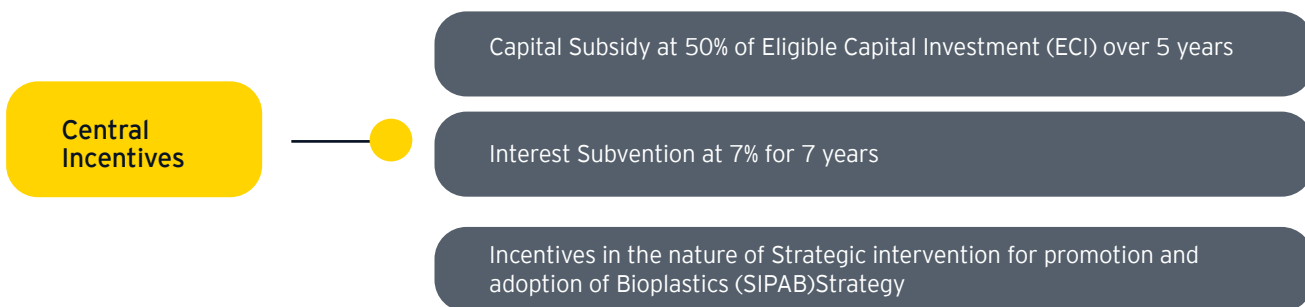 Capital Subsidy at 50% of Eligible Capital Investment (ECI) over 5 years
Central
Incentives
Interest Subvention at 7% for 7 years
Incentives in the nature of Strategic intervention for promotion and
adoption of Bioplastics (SIPAB)Strategy